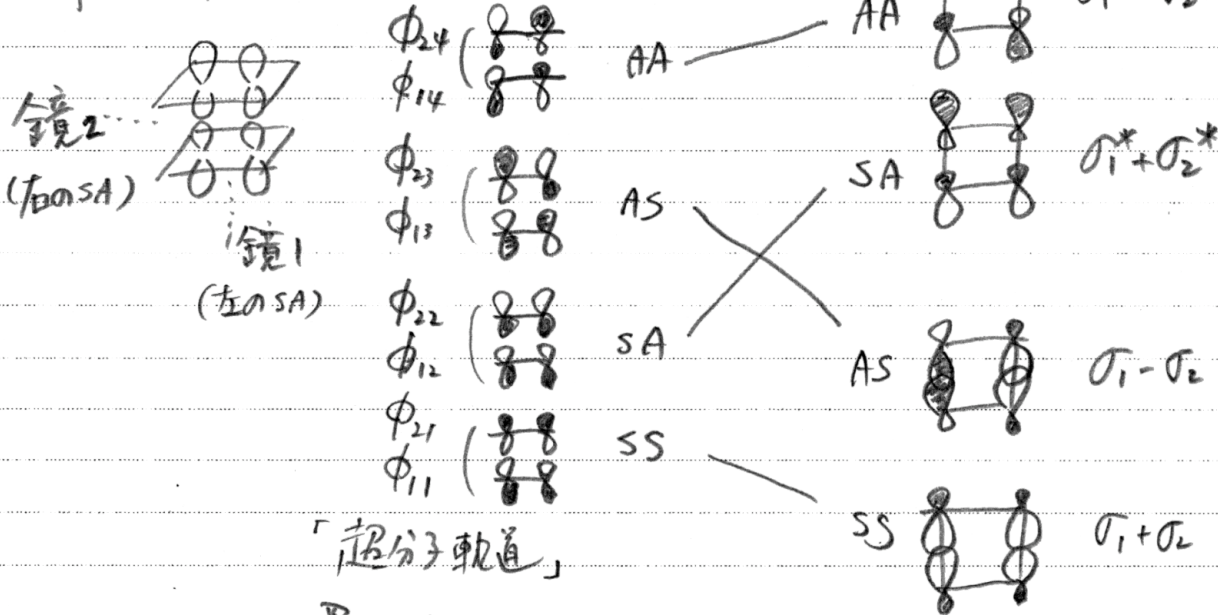 φ24
AA
AA
φ14
鏡2
φ23
SA
σ1*+σ2*
(右のSA)
AS
φ13
鏡1
(左のSA)
φ22
SA
φ12
AS
σ1-σ2
φ21
SS
φ11
SS
σ1+σ2
「超分子軌道」